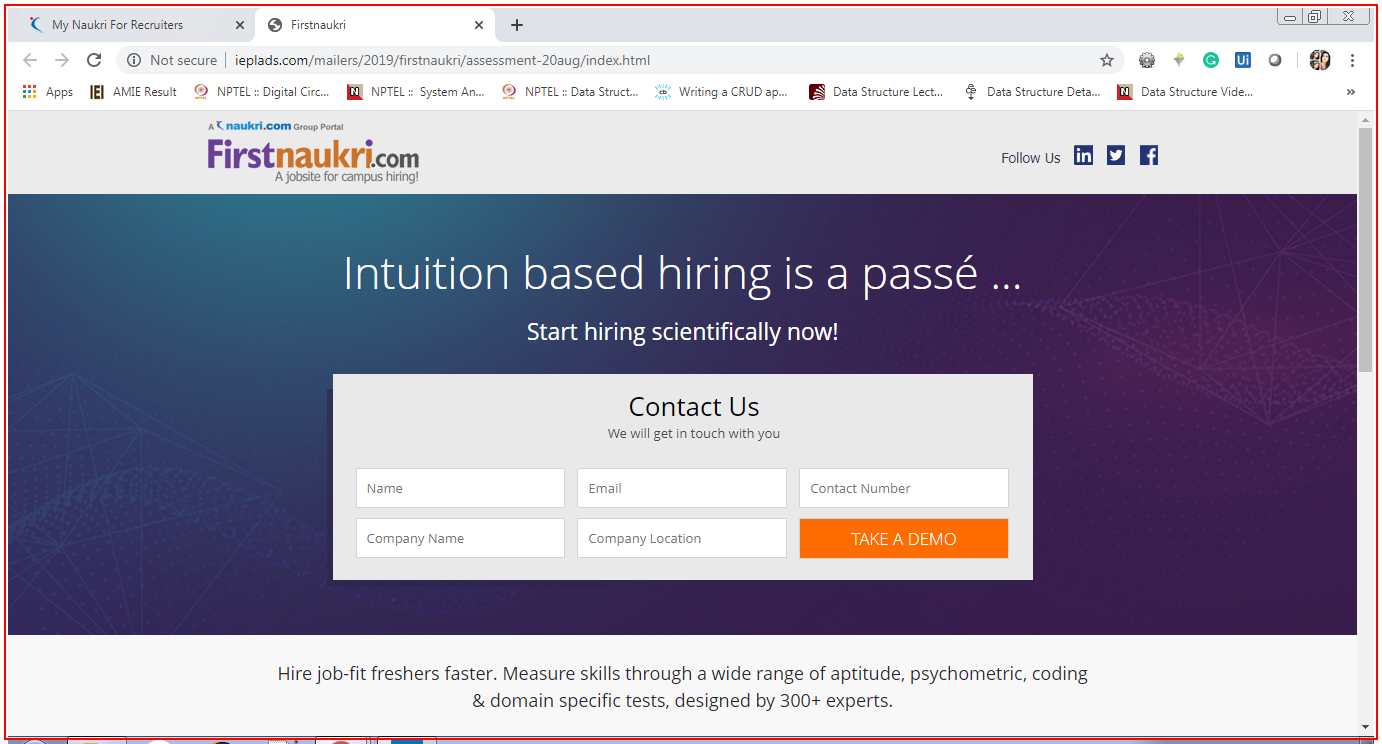 My Naukri For Recruiters
Firstnaukri
Not secure
ieplads.com/mailers/2019/firstnaukri/assessment-20aug/index.html
Apps
AMIE Result
NPTEL :: Digital Circ...
NPTEL :: System An...
NPTEL :: Data Struct...
Writing a CRUD ap...
Data Structure Lect...
Data Structure Deta...
Data Structure Vide...
A naukri.com Group Portal
Firstnaukri.com
A jobsite for campus hiring!
Follow Us
Intuition based hiring is a passé ...
Start hiring scientifically now!
Contact Us
We will get in touch with you
Name
Email
Contact Number
Company Name
Company Location
TAKE A DEMO
Hire job-fit freshers faster. Measure skills through a wide range of aptitude, psychometric, coding
& domain specific tests, designed by 300+ experts.